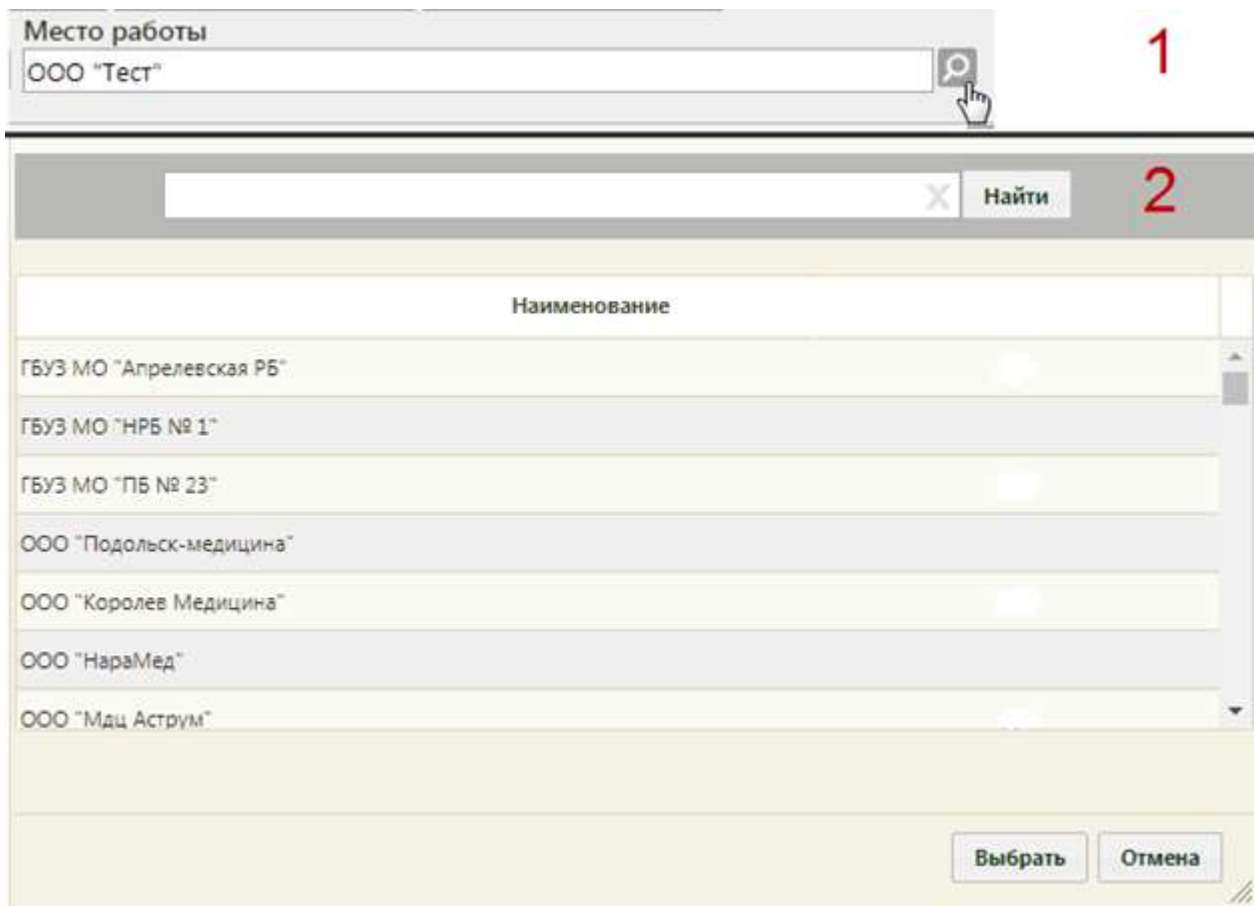 Место работы
ООО "Тест"
1
2
X Найти
Наименование
ГБУЗ МО "Апрелевская РБ"
ГБУЗ МО "НРБ № 1"
ГБУЗ МО "ПБ № 23"
ООО "Подольск-медицина"
ООО "Королев Медицина"
ООО "НараМед"
ООО "Мдц Аструм"
Выбрать Отмена